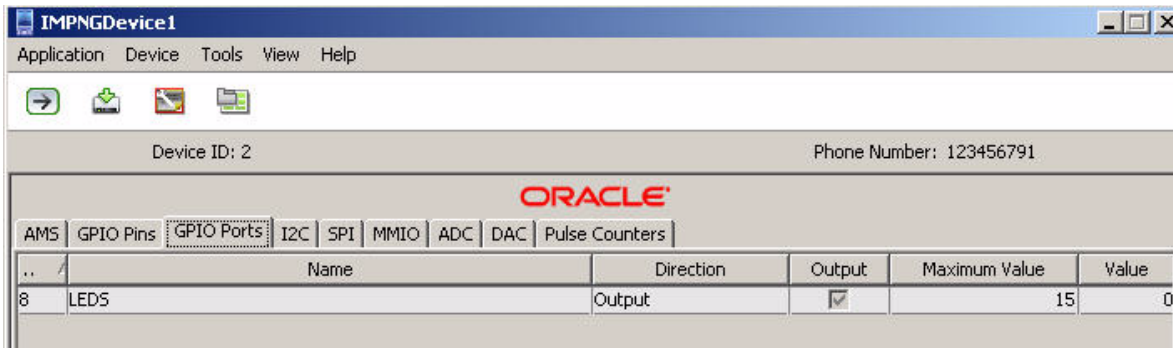 IMPNGDevice1
Application Device Tools View Help
Device ID: 2 Phone Number: 123456791
ORACLE
AMS GPIO Pins GPIO Ports I2C SPI MMIO ADC DAC Pulse Counters
.. Name Direction Output Maximum Value Value
8 LEDS Output 15 0